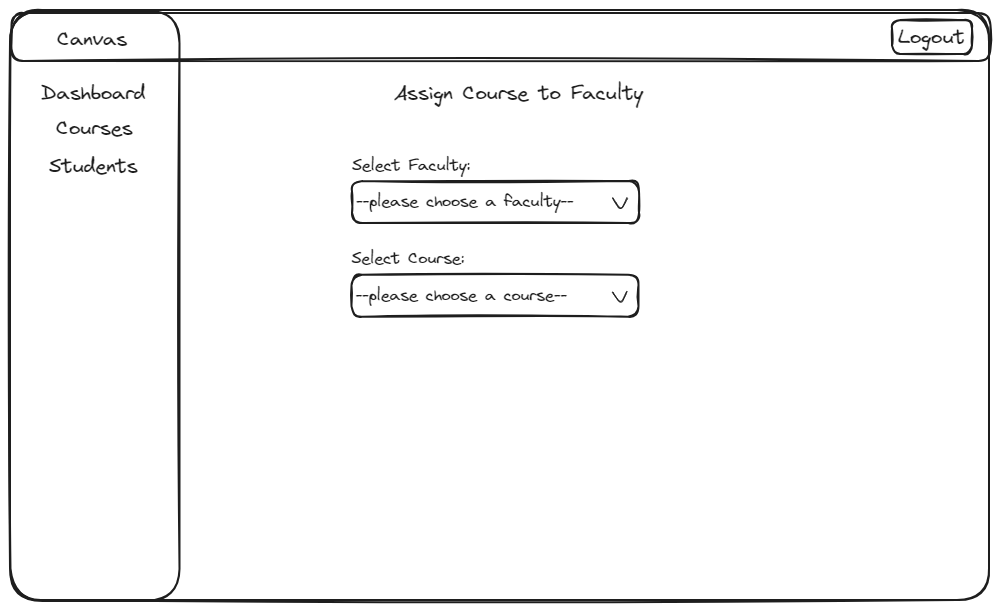 Canvas
Logout
Dashboard
Courses
Students
Assign Course to Faculty
Select Faculty:
--please choose a faculty--
Select Course:
--please choose a course--